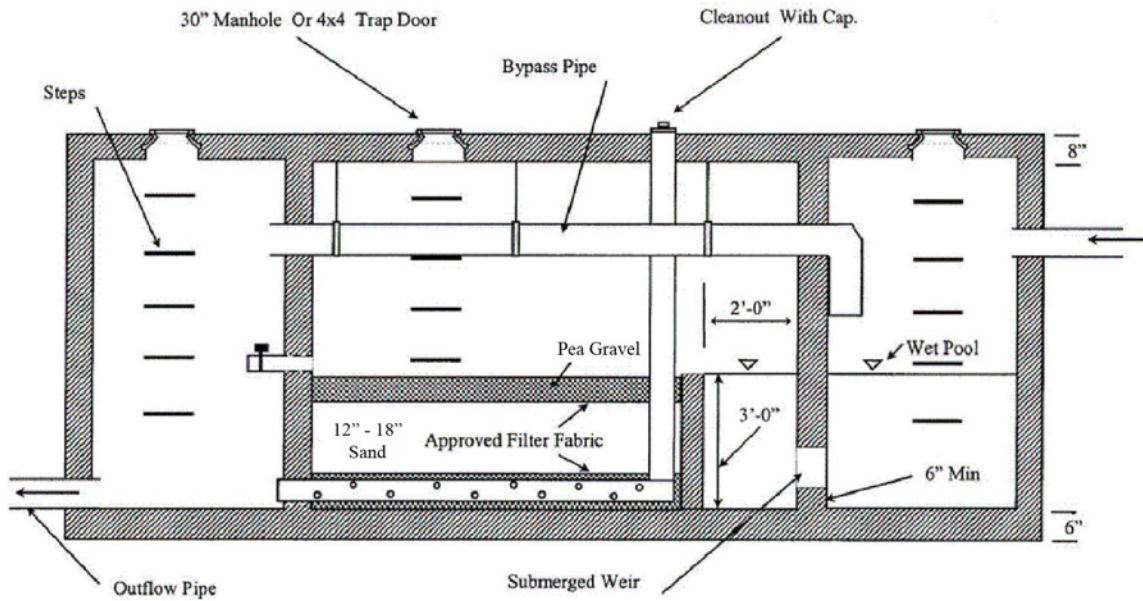 30” Manhole Or 4x4 Trap Door
Cleanout With Cap.
Bypass Pipe
Steps
8”
2’-0”
Wet Pool
Pea Gravel
3’-0”
12” - 18”
Sand
Approved Filter Fabric
6” Min
6”
Submerged Weir
Outflow Pipe